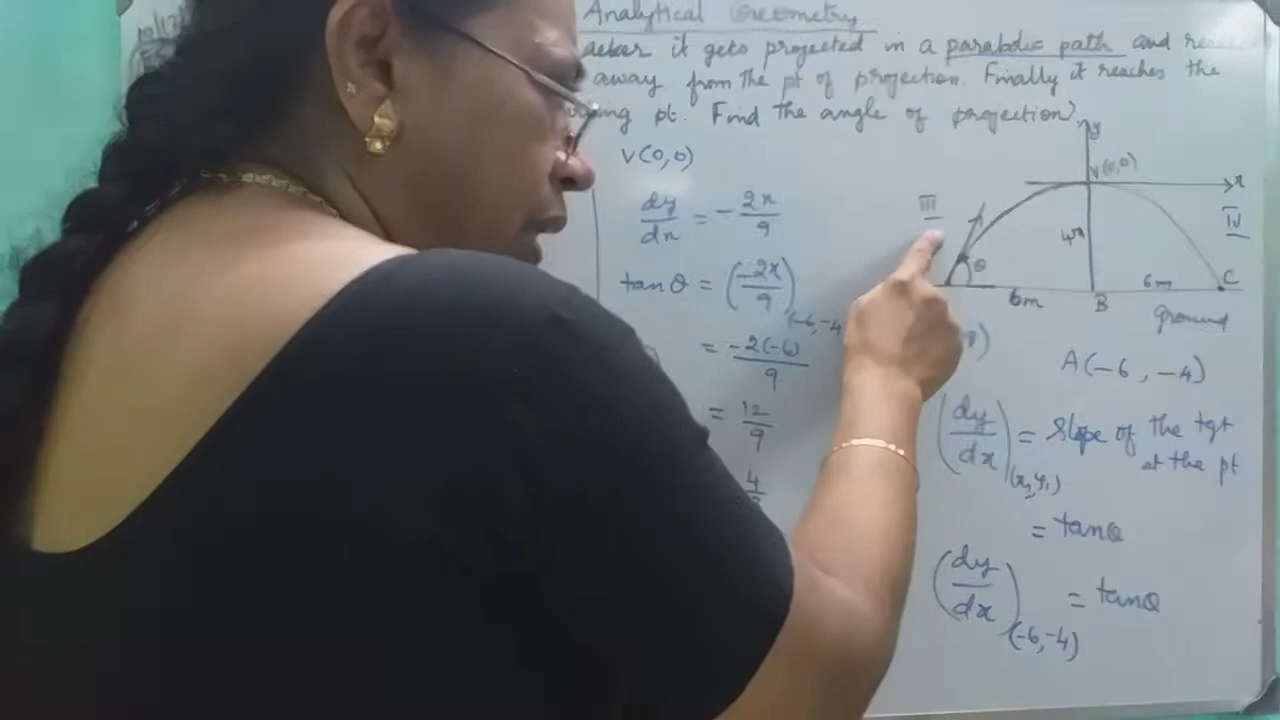 Analytical Geometry
it gets projected in a parabolic path and
away from the pt of projection. Finally it reaches the
pt. Find the angle of projection
V(0,0)
dy/dx = -2x/9
tanθ = (-2x/9)(-6,-4
= -2(-6)/9
= 12/9
4
y
V(0,0)
x
III
IV
4m
θ
6m
B
6m
C
ground
A(-6, -4)
(dy/dx)(x₁,y₁) = Slope of the tgt
at the pt
= tanθ
(dy/dx)(-6,-4) = tanθ